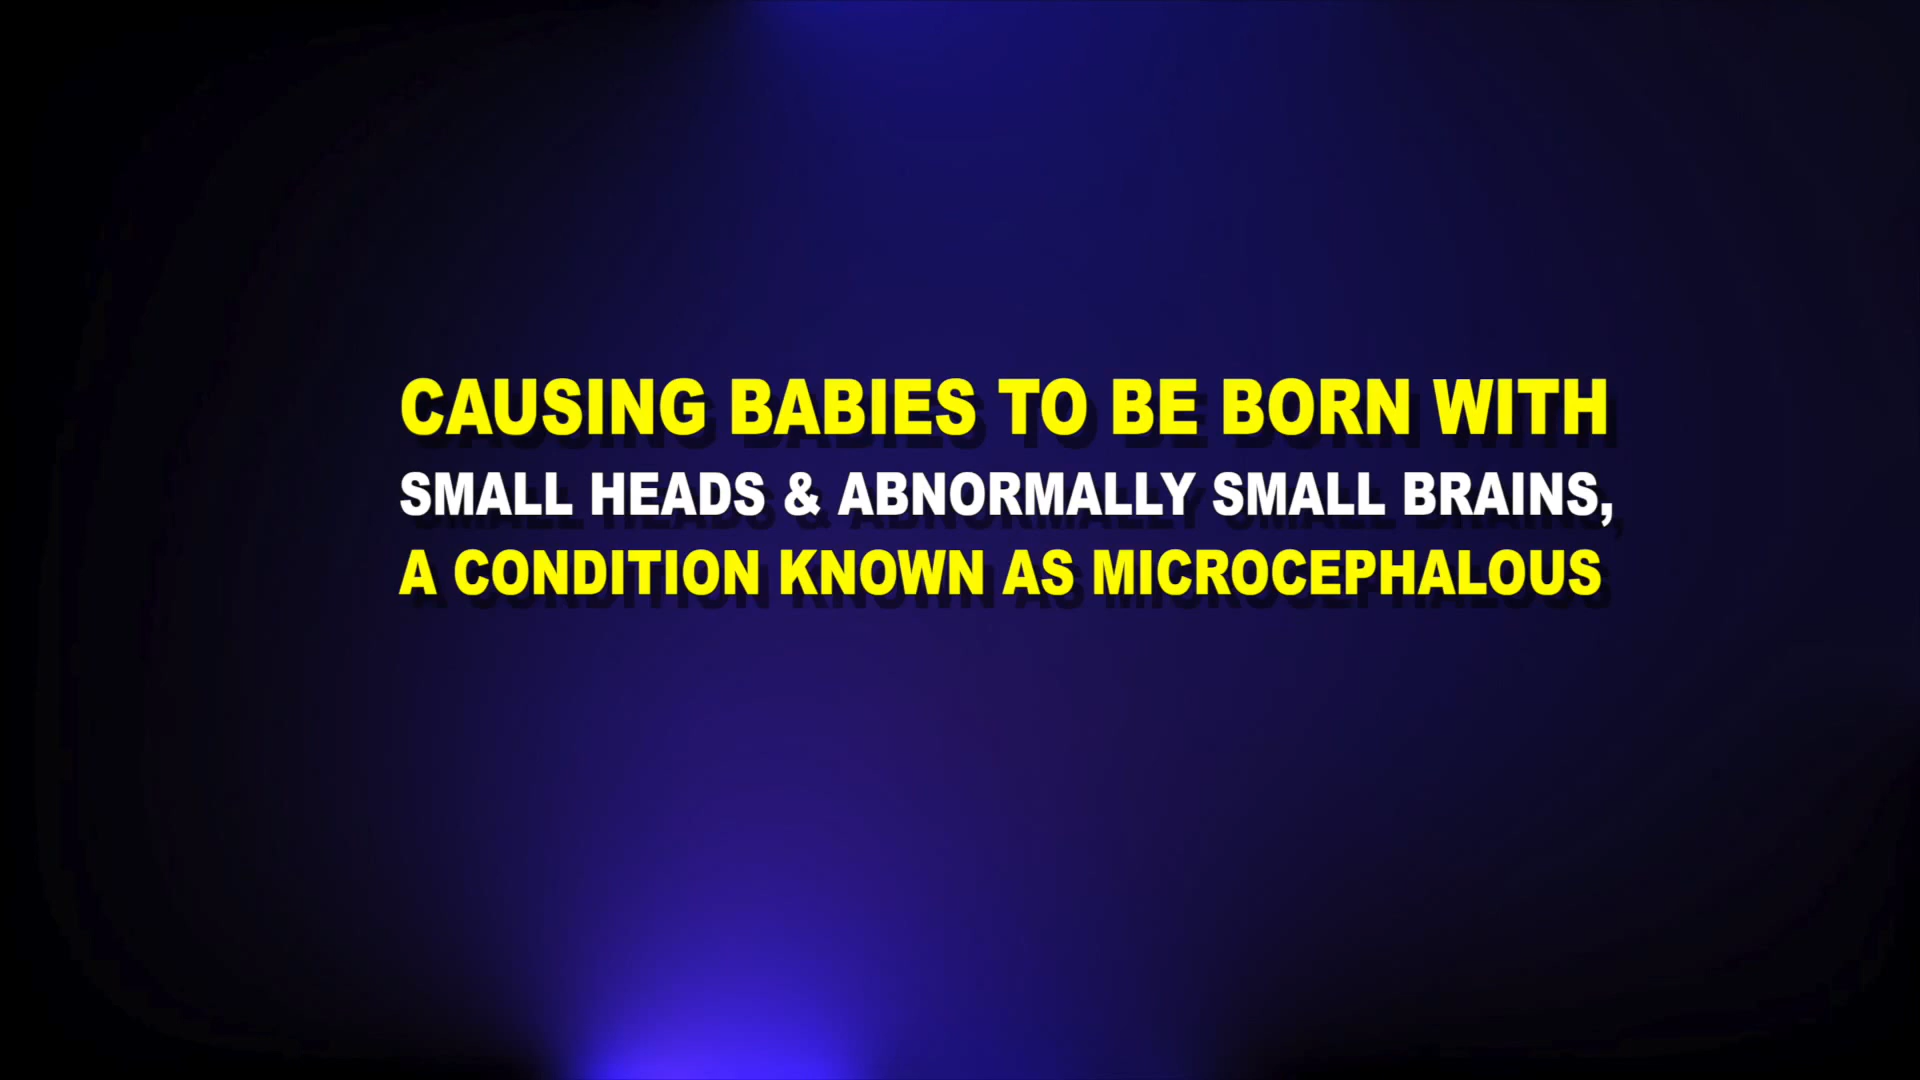 CAUSING BABIES TO BE BORN WITH
SMALL HEADS & ABNORMALLY SMALL BRAINS,
A CONDITION KNOWN AS MICROCEPHALOUS